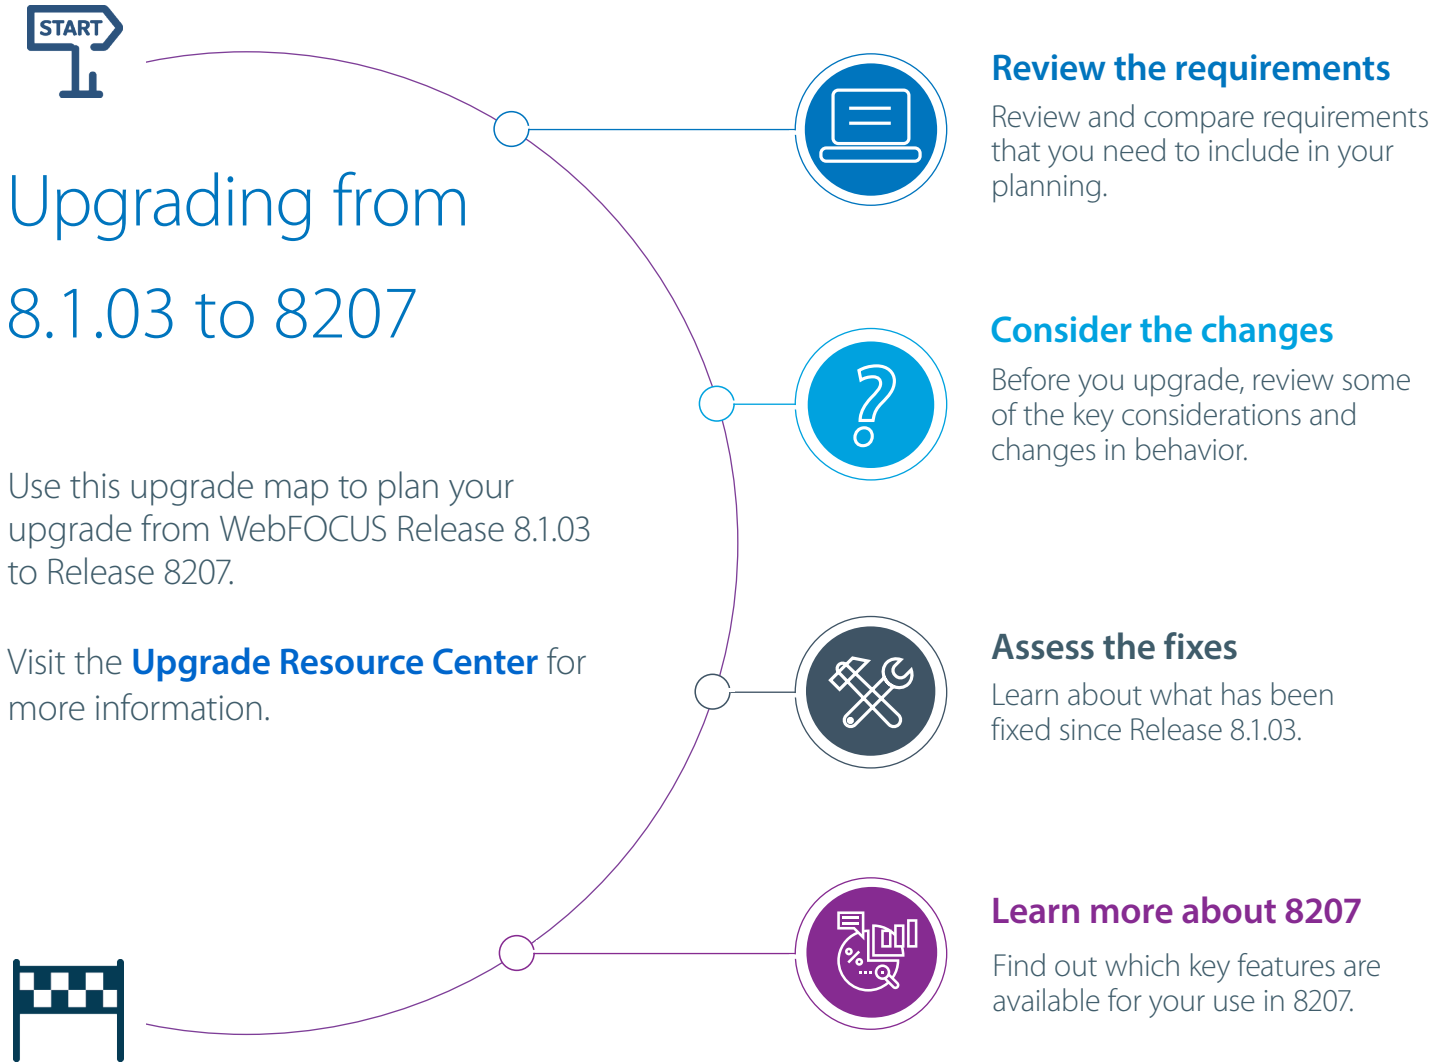 START
Upgrading from
8.1.03 to 8207
Use this upgrade map to plan your
upgrade from WebFOCUS Release 8.1.03
to Release 8207.
Visit the Upgrade Resource Center for
more information.
Review the requirements
Review and compare requirements
that you need to include in your
planning.
Consider the changes
Before you upgrade, review some
of the key considerations and
changes in behavior.
Assess the fixes
Learn about what has been
fixed since Release 8.1.03.
Learn more about 8207
Find out which key features are
available for your use in 8207.